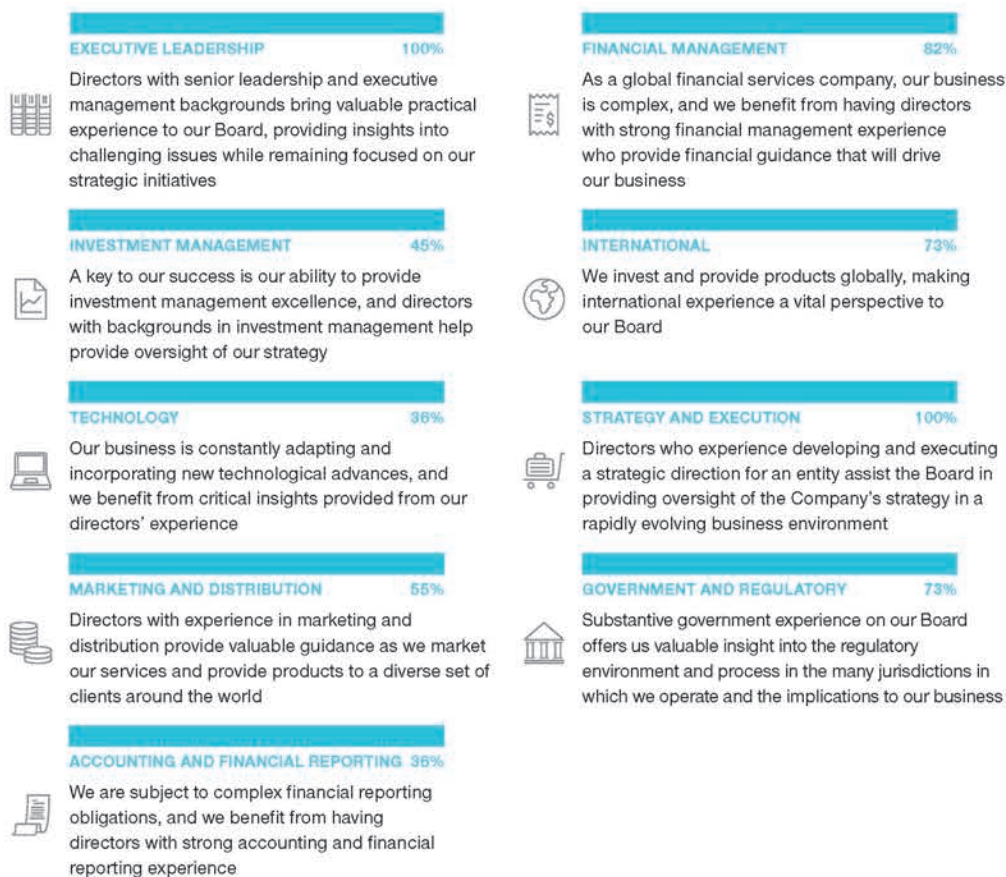 EXECUTIVE LEADERSHIP 100%
Directors with senior leadership and executive
management backgrounds bring valuable practical
experience to our Board, providing insights into
challenging issues while remaining focused on our
strategic initiatives
FINANCIAL MANAGEMENT 82%
As a global financial services company, our business
is complex, and we benefit from having directors
with strong financial management experience
who provide financial guidance that will drive
our business
INVESTMENT MANAGEMENT 45%
A key to our success is our ability to provide
investment management excellence, and directors
with backgrounds in investment management help
provide oversight of our strategy
INTERNATIONAL 73%
We invest and provide products globally, making
international experience a vital perspective to
our Board
TECHNOLOGY 36%
Our business is constantly adapting and
incorporating new technological advances, and
we benefit from critical insights provided from our
directors' experience
STRATEGY AND EXECUTION 100%
Directors who experience developing and executing
a strategic direction for an entity assist the Board in
providing oversight of the Company's strategy in a
rapidly evolving business environment
MARKETING AND DISTRIBUTION 55%
Directors with experience in marketing and
distribution provide valuable guidance as we market
our services and provide products to a diverse set of
clients around the world
GOVERNMENT AND REGULATORY 73%
Substantive government experience on our Board
offers us valuable insight into the regulatory
environment and process in the many jurisdictions in
which we operate and the implications to our business
ACCOUNTING AND FINANCIAL REPORTING 36%
We are subject to complex financial reporting
obligations, and we benefit from having
directors with strong accounting and financial
reporting experience